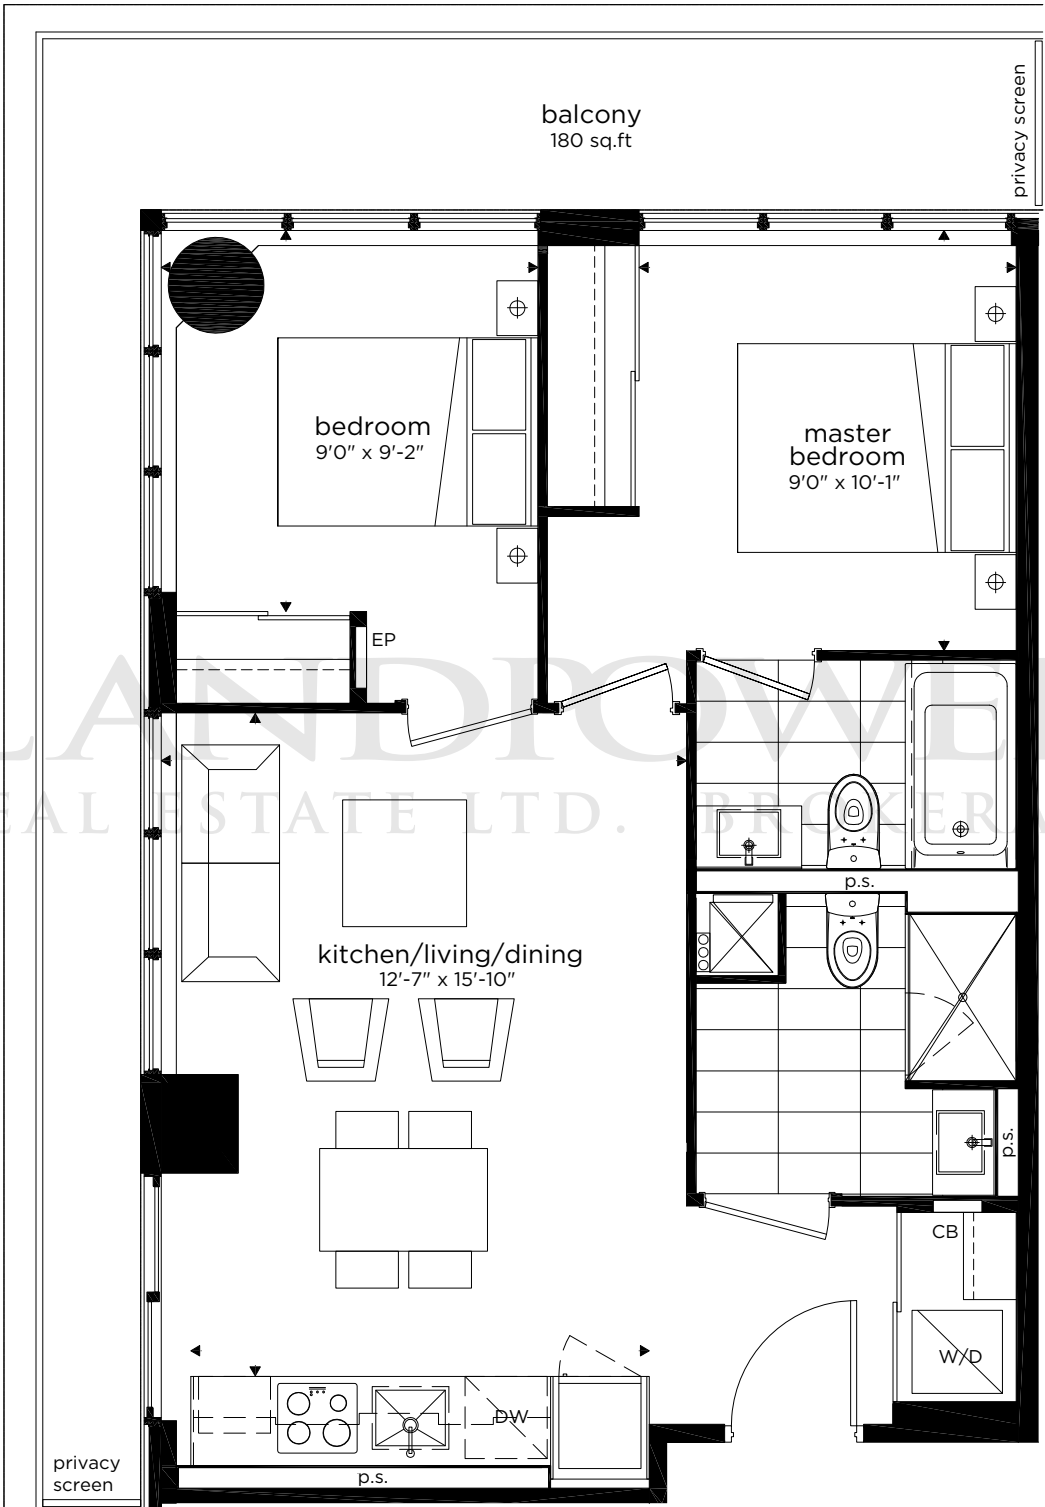 balcony
180 sq.ft
privacy screen
bedroom
9'0" x 9'-2"
master
bedroom
9'0" x 10'-1"
EP
LANDPOWER
REAL ESTATE LTD. BROKERA
p.s.
kitchen/living/dining
12'-7" x 15'-10"
p.s.
CB
W/D
DW
privacy
screen
p.s.